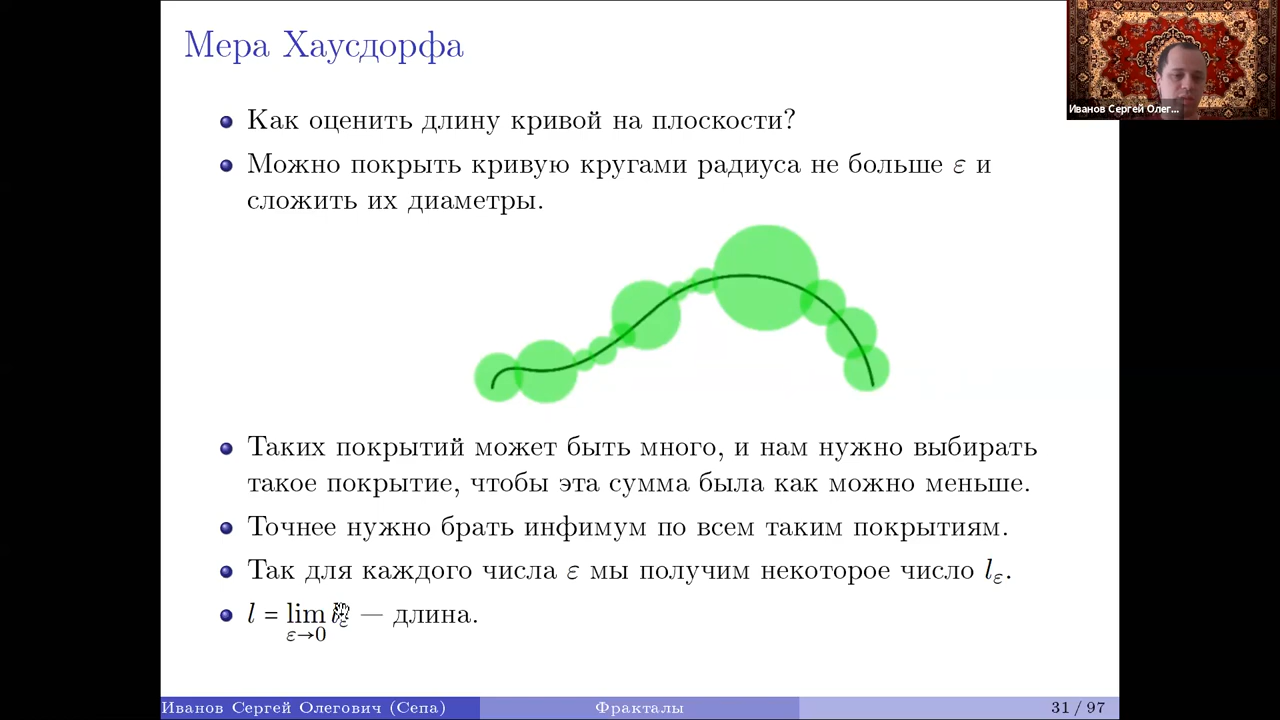 Мера Хаусдорфа
Иванов Сергей Олег...
Как оценить длину кривой на плоскости?
Можно покрыть кривую кругами радиуса не больше ε и
сложить их диаметры.
Таких покрытий может быть много, и нам нужно выбирать
такое покрытие, чтобы эта сумма была как можно меньше.
Точнее нужно брать инфимум по всем таким покрытиям.
Так для каждого числа ε мы получим некоторое число lε.
l = lim lε — длина.
ε→0
Иванов Сергей Олегович (Сепа) Фракталы 31 / 97